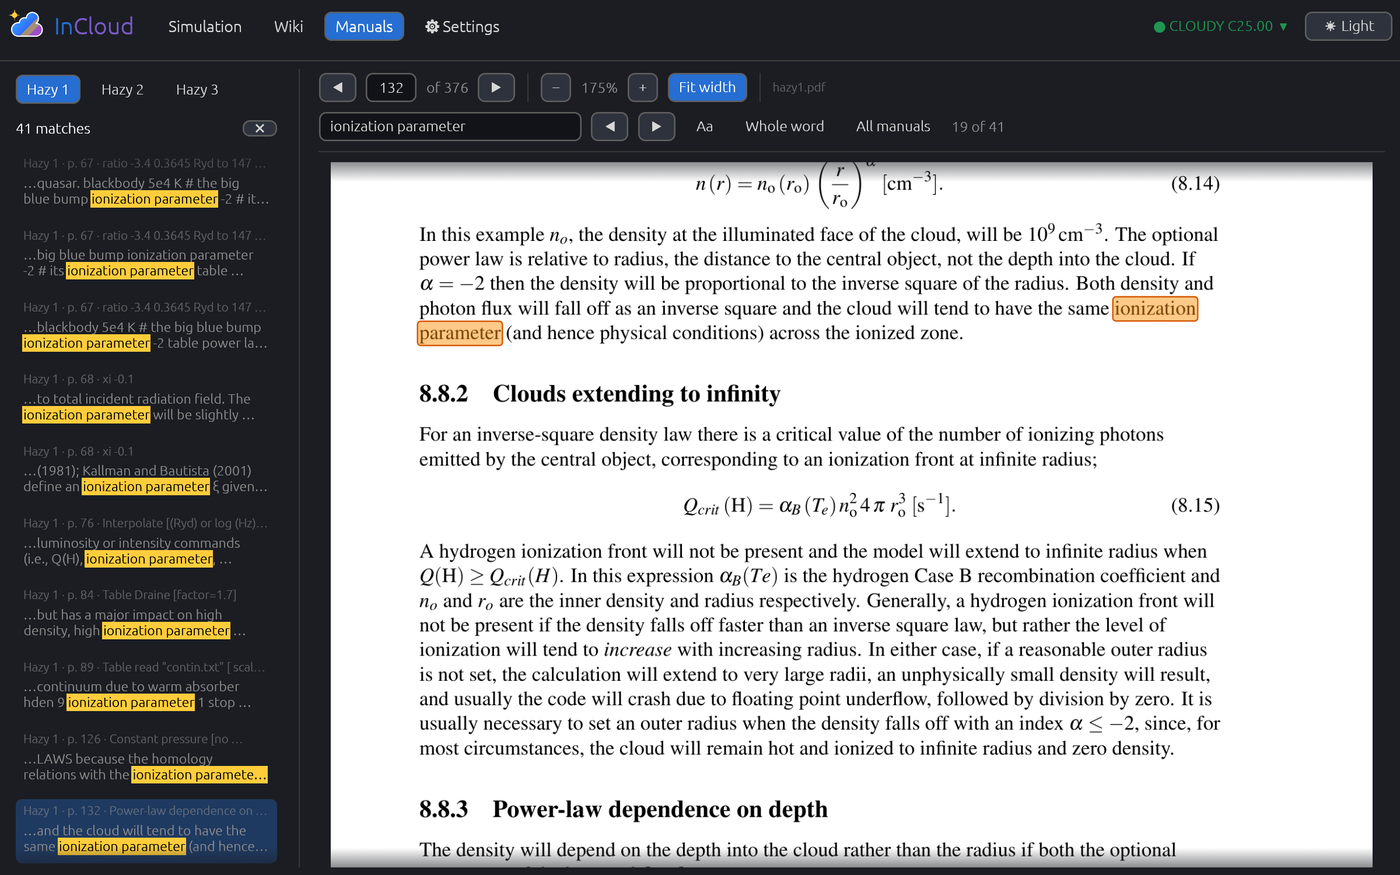 InCloud
Simulation
Wiki
Manuals
Settings
CLOUDY C25.00 ▼
☀ Light
Hazy 1
Hazy 2
Hazy 3
41 matches
✕
Hazy 1 · p. 67 · ratio -3.4 0.3645 Ryd to 147 …
…quasar. blackbody 5e4 K # the big
blue bump ionization parameter -2 # it…
Hazy 1 · p. 67 · ratio -3.4 0.3645 Ryd to 147 …
…big blue bump ionization parameter
-2 # its ionization parameter table …
Hazy 1 · p. 67 · ratio -3.4 0.3645 Ryd to 147 …
…blackbody 5e4 K # the big blue bump
ionization parameter -2 table power la…
Hazy 1 · p. 68 · xi -0.1
…to total incident radiation field. The
ionization parameter will be slightly …
Hazy 1 · p. 68 · xi -0.1
…(1981); Kallman and Bautista (2001)
define an ionization parameter ξ given…
Hazy 1 · p. 76 · Interpolate [(Ryd) or log (Hz)…
…luminosity or intensity commands
(i.e., Q(H), ionization parameter, …
Hazy 1 · p. 84 · Table Draine [factor=1.7]
…but has a major impact on high
density, high ionization parameter …
Hazy 1 · p. 89 · Table read "contin.txt" [ scal…
…continuum due to warm absorber
hden 9 ionization parameter 1 stop …
Hazy 1 · p. 126 · Constant pressure [no …
…LAWS because the homology
relations with the ionization paramete…
Hazy 1 · p. 132 · Power-law dependence on …
…and the cloud will tend to have the
same ionization parameter (and hence…
◀ 132 of 376 ▶ − 175% + Fit width hazy1.pdf
ionization parameter ◀ ▶ Aa Whole word All manuals 19 of 41
n(r) = n_o(r_o) (r/r_o)^α [cm⁻³]. (8.14)
In this example n_o, the density at the illuminated face of the cloud, will be 10⁹ cm⁻³. The optional
power law is relative to radius, the distance to the central object, not the depth into the cloud. If
α = −2 then the density will be proportional to the inverse square of the radius. Both density and
photon flux will fall off as an inverse square and the cloud will tend to have the same ionization
parameter (and hence physical conditions) across the ionized zone.
8.8.2 Clouds extending to infinity
For an inverse-square density law there is a critical value of the number of ionizing photons
emitted by the central object, corresponding to an ionization front at infinite radius;
Q_crit (H) = α_B (T_e) n_o² 4 π r_o³ [s⁻¹]. (8.15)
A hydrogen ionization front will not be present and the model will extend to infinite radius when
Q(H) ≥ Q_crit(H). In this expression α_B(Te) is the hydrogen Case B recombination coefficient and
n_o and r_o are the inner density and radius respectively. Generally, a hydrogen ionization front will
not be present if the density falls off faster than an inverse square law, but rather the level of
ionization will tend to increase with increasing radius. In either case, if a reasonable outer radius
is not set, the calculation will extend to very large radii, an unphysically small density will result,
and usually the code will crash due to floating point underflow, followed by division by zero. It is
usually necessary to set an outer radius when the density falls off with an index α ≤ −2, since, for
most circumstances, the cloud will remain hot and ionized to infinite radius and zero density.
8.8.3 Power-law dependence on depth
The density will depend on the depth into the cloud rather than the radius if both the optional